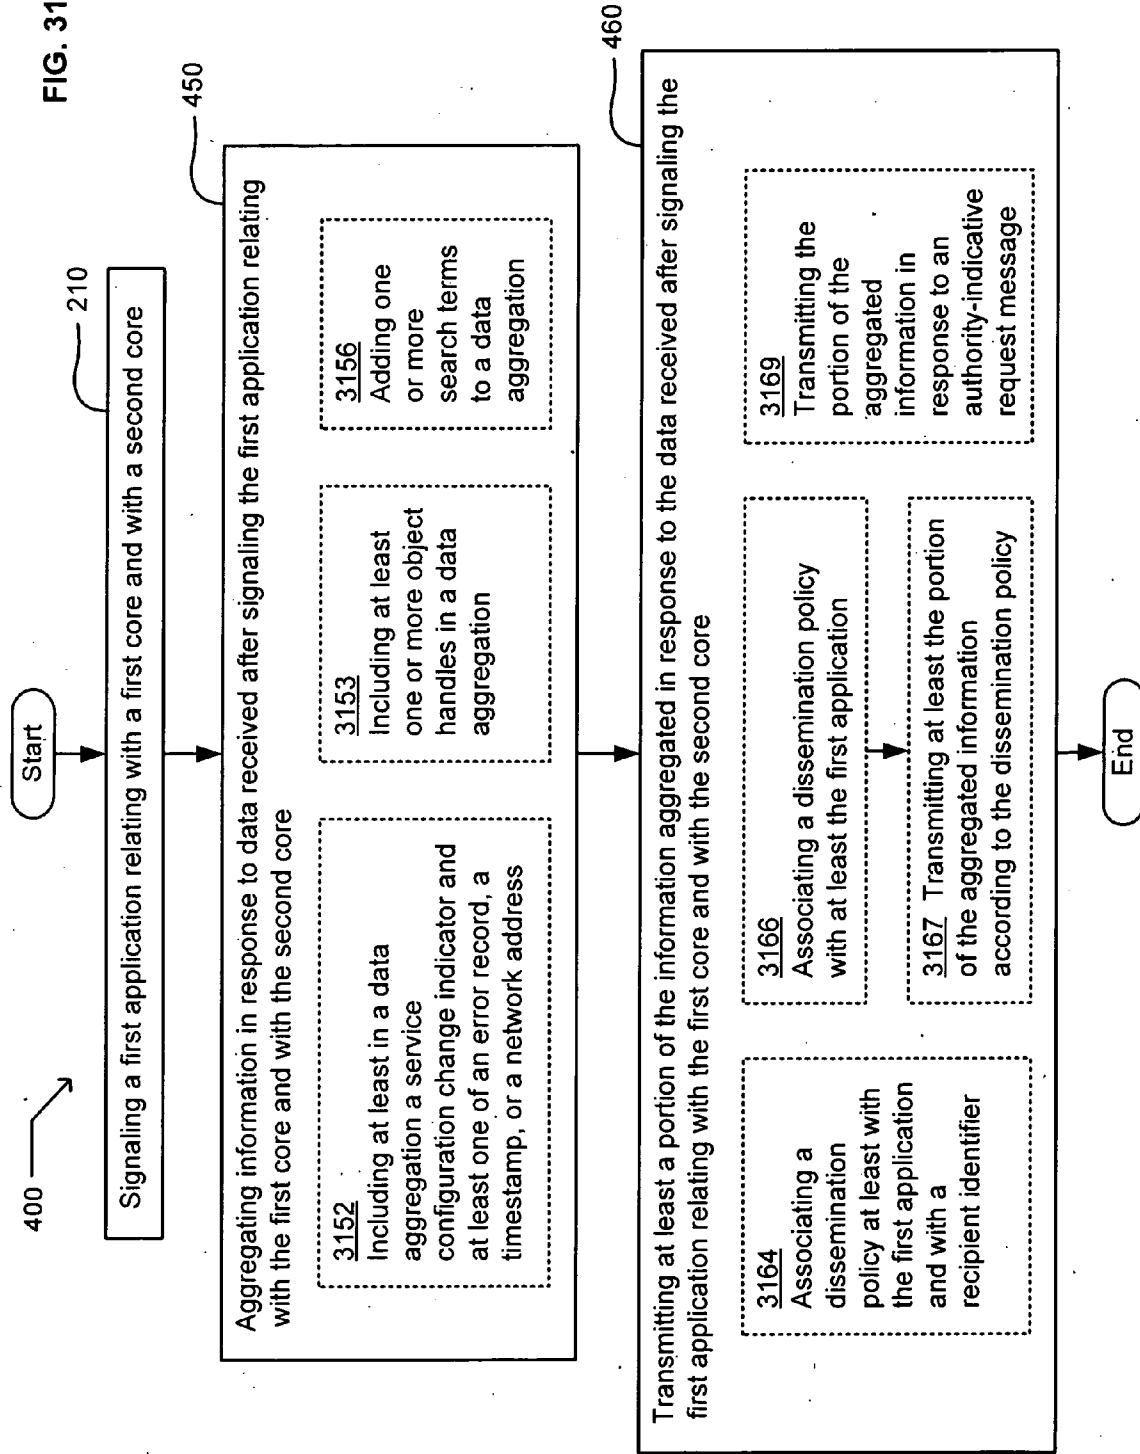 FIG. 31
400
Start
210
Signaling a first application relating with a first core and with a second core
450
Aggregating information in response to data received after signaling the first application relating
with the first core and with the second core
3152
Including at least in a data
aggregation a service
configuration change indicator and
at least one of an error record, a
timestamp, or a network address
3153
Including at least
one or more object
handles in a data
aggregation
3156
Adding one
or more
search terms
to a data
aggregation
460
Transmitting at least a portion of the information aggregated in response to the data received after signaling the
first application relating with the first core and with the second core
3164
Associating a
dissemination
policy at least with
the first application
and with a
recipient identifier
3166
Associating a dissemination policy
with at least the first application
3167 Transmitting at least the portion
of the aggregated information
according to the dissemination policy
3169
Transmitting the
portion of the
aggregated
information in
response to an
authority-indicative
request message
End